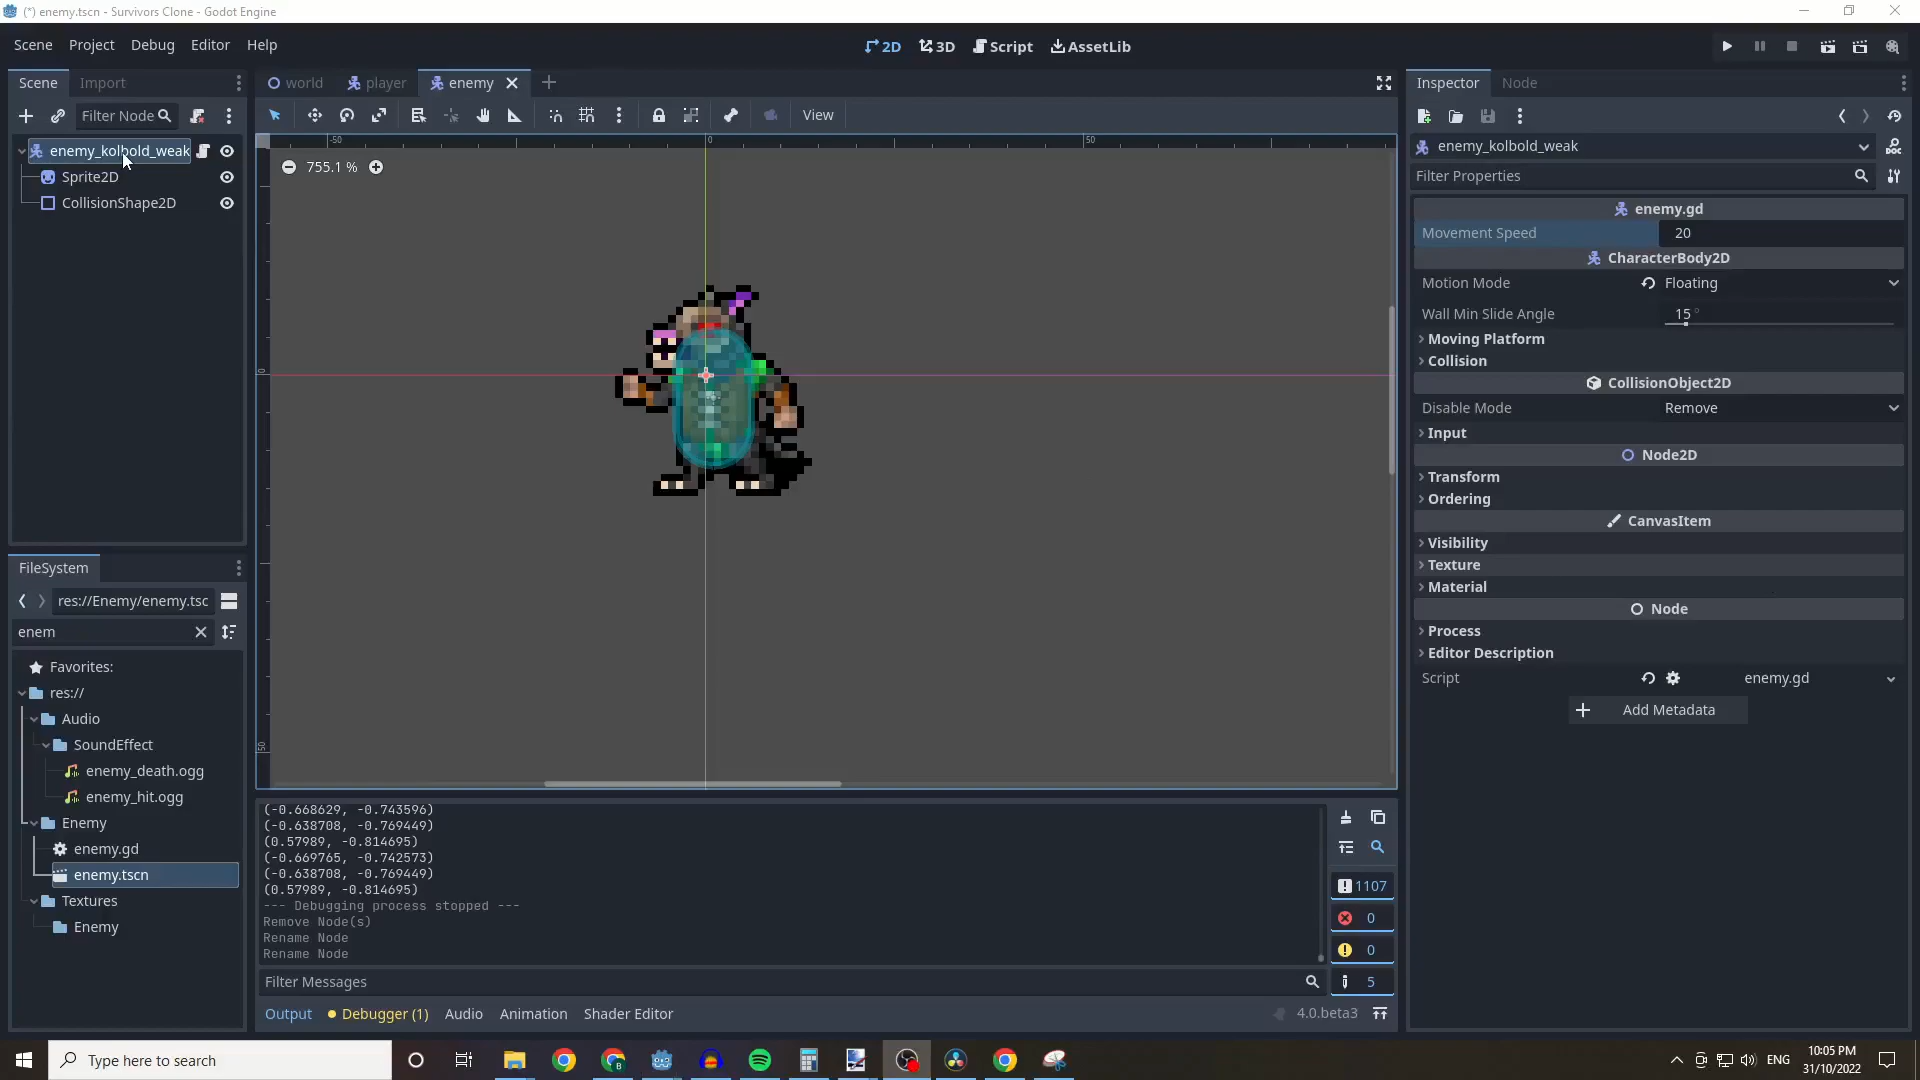 (*) enemy.tscn - Survivors Clone - Godot Engine
Scene Project Debug Editor Help
2D 3D Script AssetLib
Scene Import
world player enemy
Inspector Node
Filter Node
View
enemy_kolbold_weak
Sprite2D
CollisionShape2D
-50 0 50
755.1 %
0
50
enemy_kolbold_weak
Filter Properties
enemy.gd
Movement Speed 20
CharacterBody2D
Motion Mode Floating
Wall Min Slide Angle 15 °
Moving Platform
Collision
CollisionObject2D
Disable Mode Remove
Input
Node2D
Transform
Ordering
CanvasItem
Visibility
Texture
Material
Node
Process
Editor Description
Script enemy.gd
Add Metadata
FileSystem
res://Enemy/enemy.tsc
enem
Favorites:
res://
Audio
SoundEffect
enemy_death.ogg
enemy_hit.ogg
Enemy
enemy.gd
enemy.tscn
Textures
Enemy
(-0.668629, -0.743596)
(-0.638708, -0.769449)
(0.57989, -0.814695)
(-0.669765, -0.742573)
(-0.638708, -0.769449)
(0.57989, -0.814695)
--- Debugging process stopped ---
Remove Node(s)
Rename Node
Rename Node
1107
0
0
5
Filter Messages
Output Debugger (1) Audio Animation Shader Editor
4.0.beta3
Type here to search
ENG
10:05 PM
31/10/2022